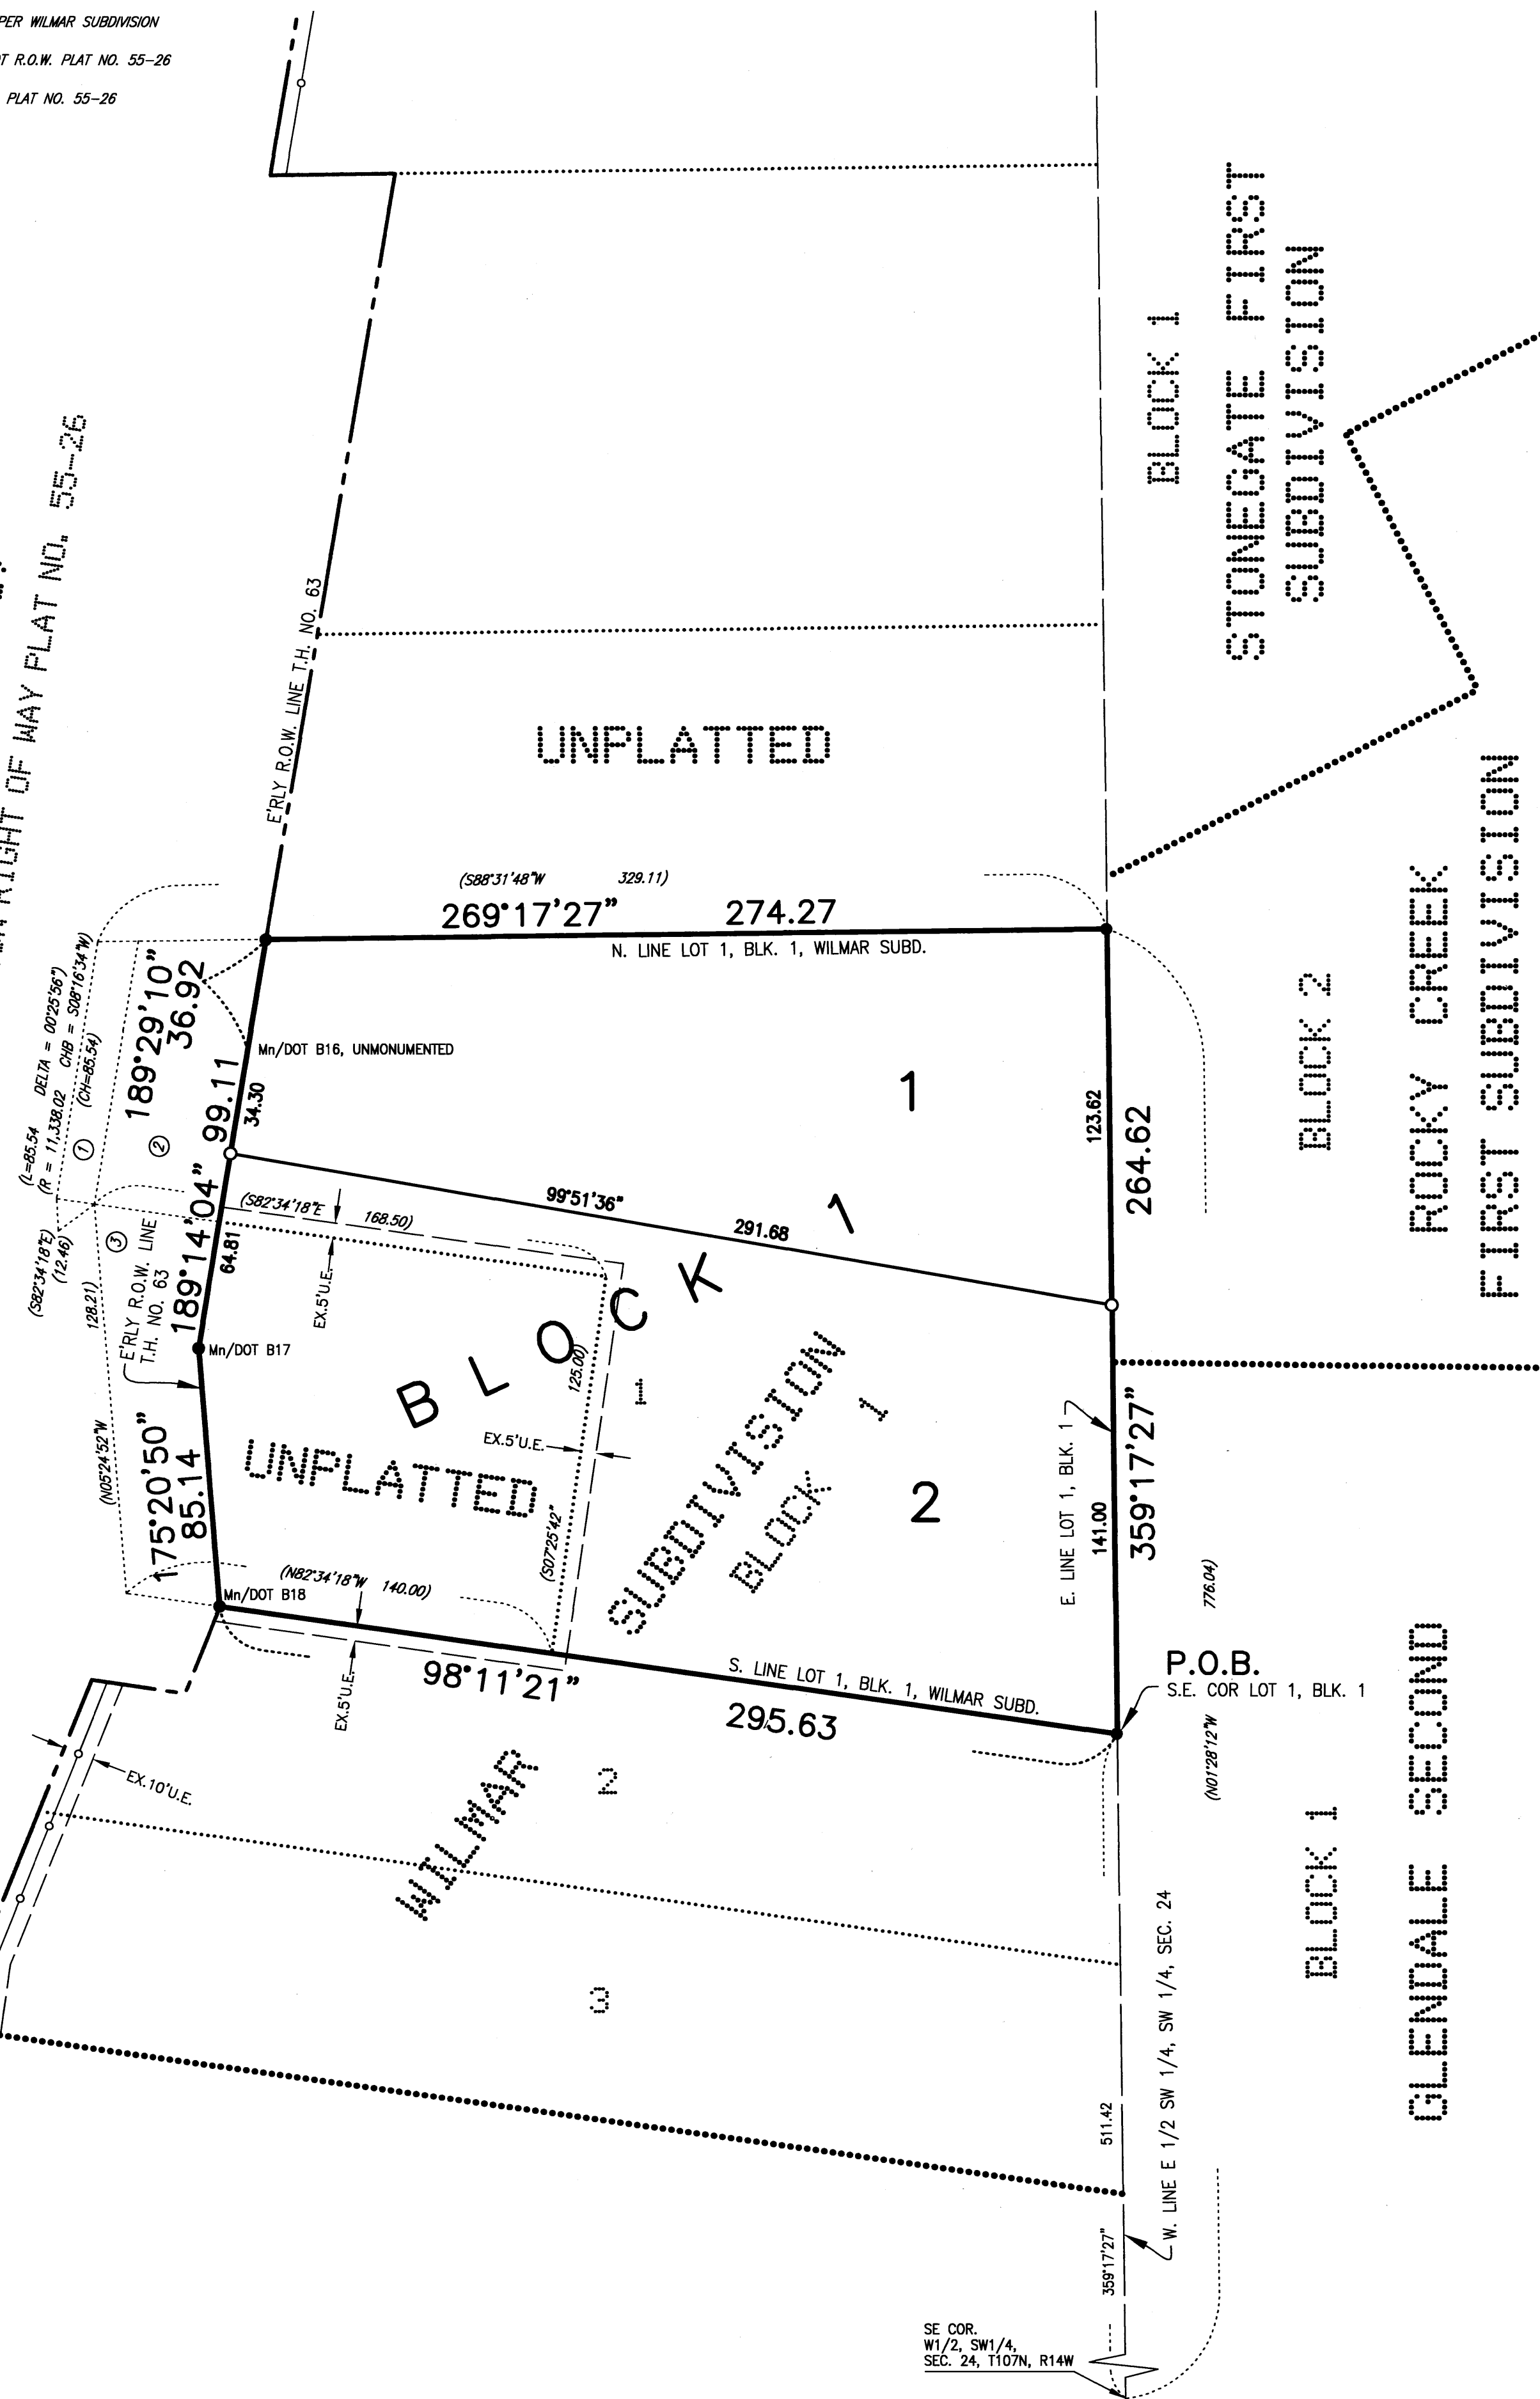 PER WILMAR SUBDIVISION
R.O.W. PLAT NO. 55-26
PLAT NO. 55-26
RIGHT OF WAY PLAT NO. 55-26
E'RLY R.O.W. LINE T.H. NO. 63
BLOCK 1
STONEGATE FIRST
SUBDIVISION
UNPLATTED
(S88°31'48"W 329.11)
269°17'27" 274.27
N. LINE LOT 1, BLK. 1, WILMAR SUBD.
(L=85.54 DELTA = 00°25'56")
(R = 11,338.02 CHB = S08°16'34"W)
(CH=85.54)
1
2
3
189°29'10"
36.92
Mn/DOT B16, UNMONUMENTED
99.11
34.30
189°14'04"
64.81
(S82°34'18"E)
(12.46)
128.21)
(N05°24'52"W
E'RLY R.O.W. LINE
T.H. NO. 63
Mn/DOT B17
(S82°34'18"E 168.50)
EX.5'U.E.
99°51'36"
291.68
1
123.62
264.62
BLOCK 2
ROCKY CREEK
FIRST SUBDIVISION
BLOCK 1
125.00)
1
EX.5'U.E.
(S07°25'42"
UNPLATTED
175°20'50"
85.14
Mn/DOT B18
(N82°34'18"W 140.00)
EX.5'U.E.
98°11'21"
295.63
S. LINE LOT 1, BLK. 1, WILMAR SUBD.
WILMAR
SUBDIVISION
BLOCK 1
2
E. LINE LOT 1, BLK. 1
141.00
359°17'27"
776.04)
(N01°28'12"W
P.O.B.
S.E. COR LOT 1, BLK. 1
EX.10'U.E.
2
3
BLOCK 1
GLENDALE SECOND
511.42
W. LINE E 1/2 SW 1/4, SW 1/4, SEC. 24
359°17'27"
SE COR.
W1/2, SW1/4,
SEC. 24, T107N, R14W